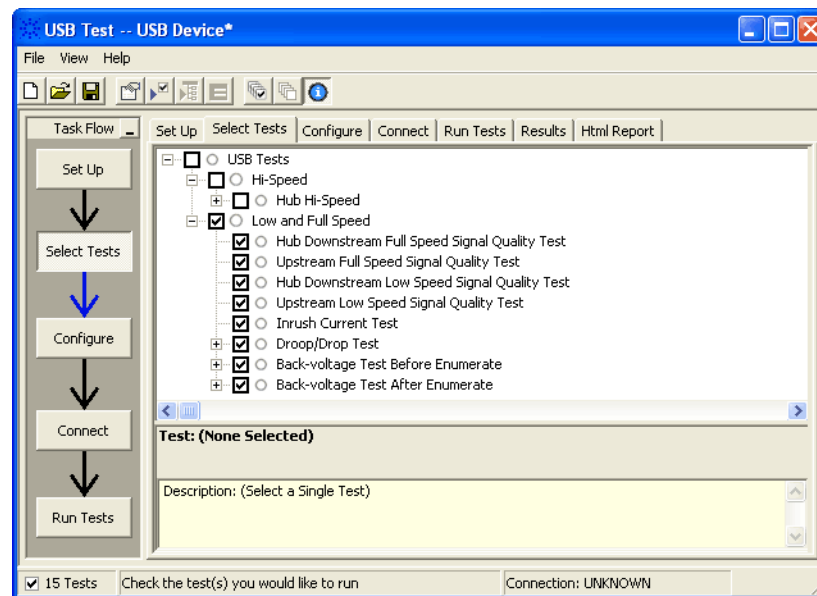 USB Test -- USB Device*
File View Help
Task Flow
Set Up
Select Tests
Configure
Connect
Run Tests
Set Up Select Tests Configure Connect Run Tests Results Html Report
USB Tests
Hi-Speed
Hub Hi-Speed
Low and Full Speed
Hub Downstream Full Speed Signal Quality Test
Upstream Full Speed Signal Quality Test
Hub Downstream Low Speed Signal Quality Test
Upstream Low Speed Signal Quality Test
Inrush Current Test
Droop/Drop Test
Back-voltage Test Before Enumerate
Back-voltage Test After Enumerate
Test: (None Selected)
Description: (Select a Single Test)
15 Tests Check the test(s) you would like to run Connection: UNKNOWN